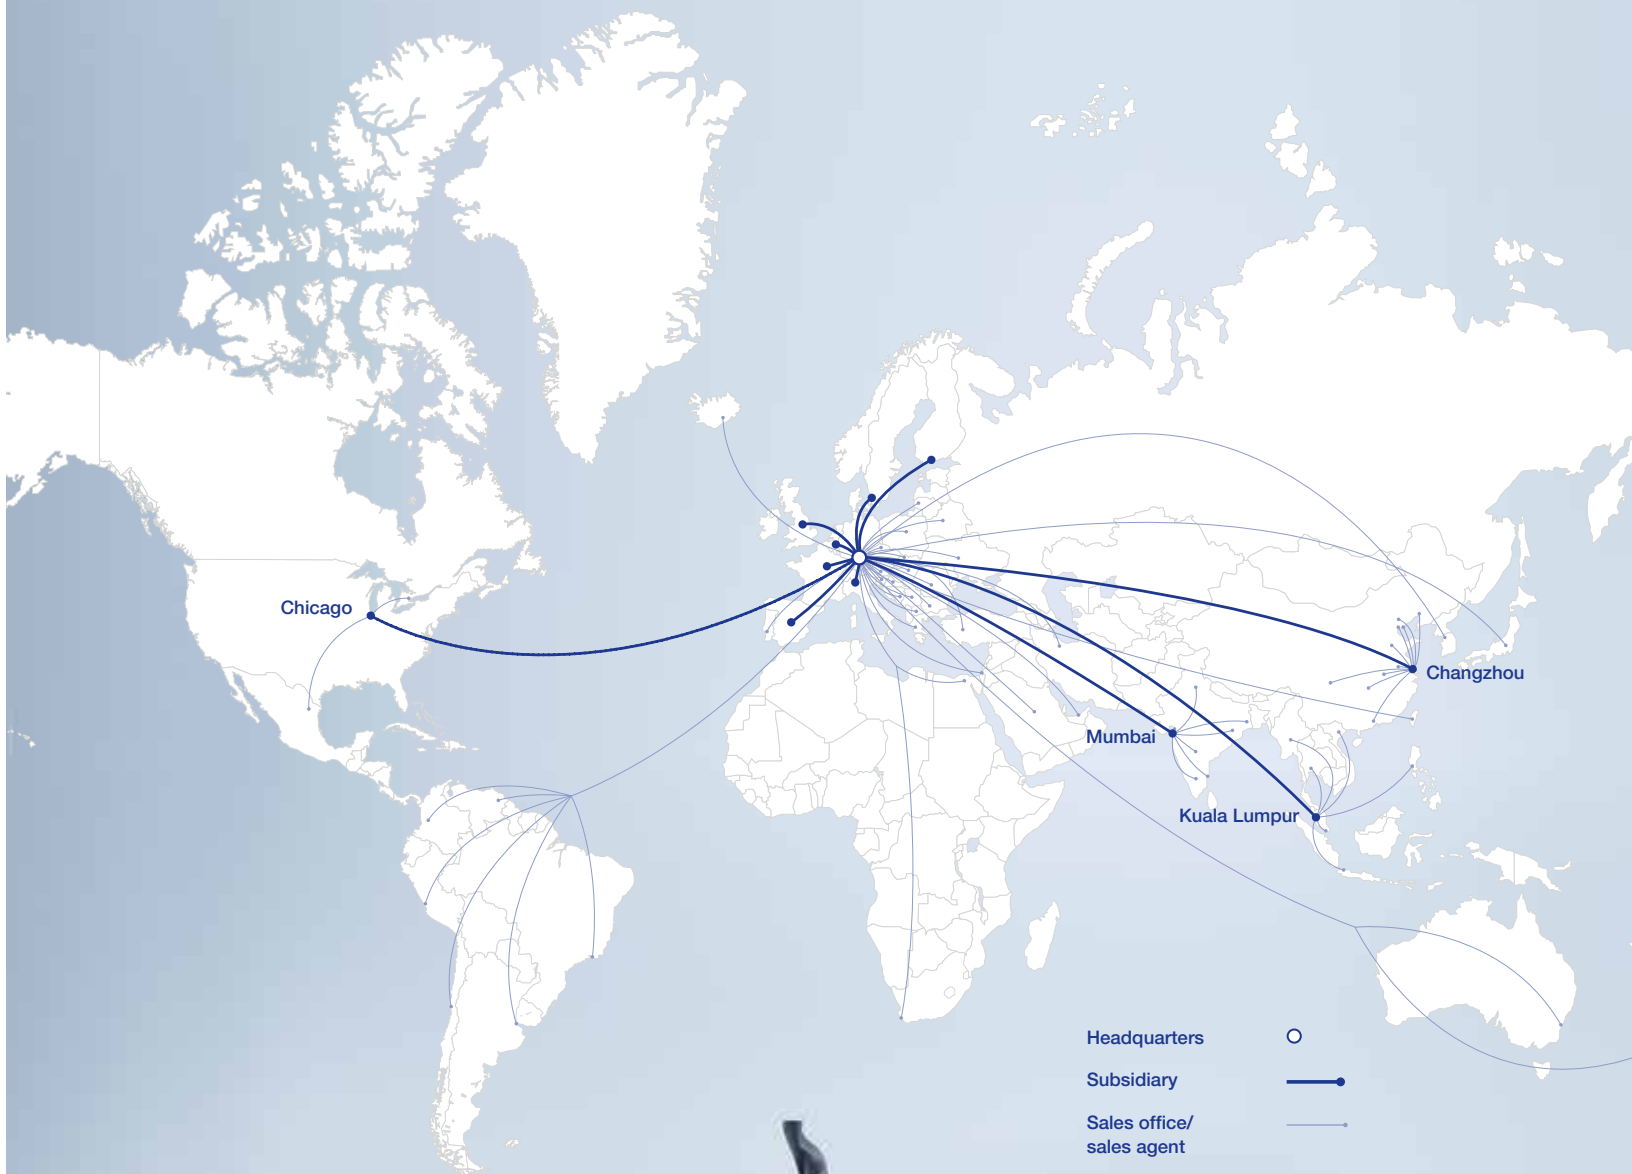 Chicago
Changzhou
Mumbai
Kuala Lumpur
Headquarters
Subsidiary
Sales office/
sales agent